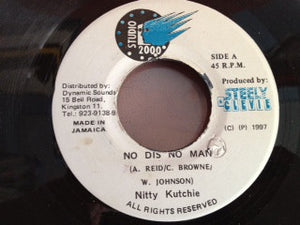 STUDIO
2000
SIDE A
45 R.P.M.
Distributed by:
Dynamic Sounds
15 Bell Road,
Kingston 11.
Tel: 923-9138-9
MADE IN
JAMAICA
Produced by:
STEELY
& CLEVIE
(C) (P) 1997
NO DIS NO MAN
(A. REID/C. BROWNE)
W. JOHNSON)
Nitty Kutchie
ALL RIGHTS RESERVED